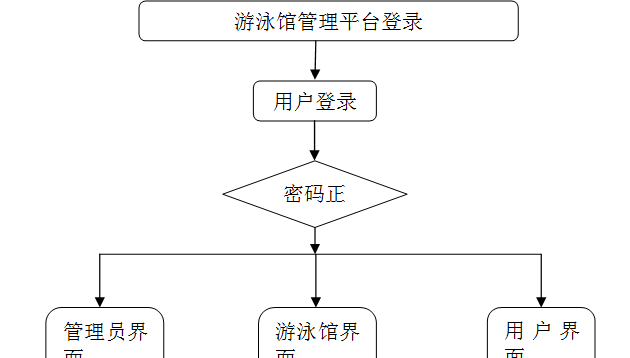 游泳馆管理平台登录
用户登录
密码正
管理员界
游泳馆界
用户界
面
面
面